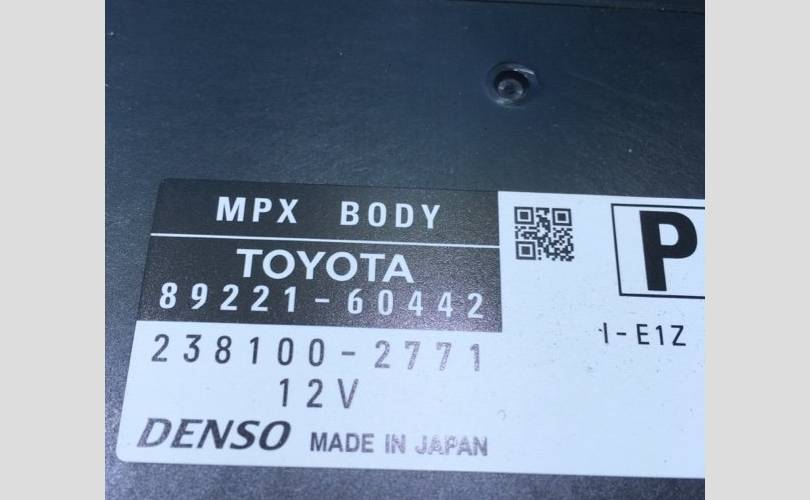 MPX BODY
TOYOTA
89221-60442
238100-2771
12V
DENSO MADE IN JAPAN
P
I-E1Z